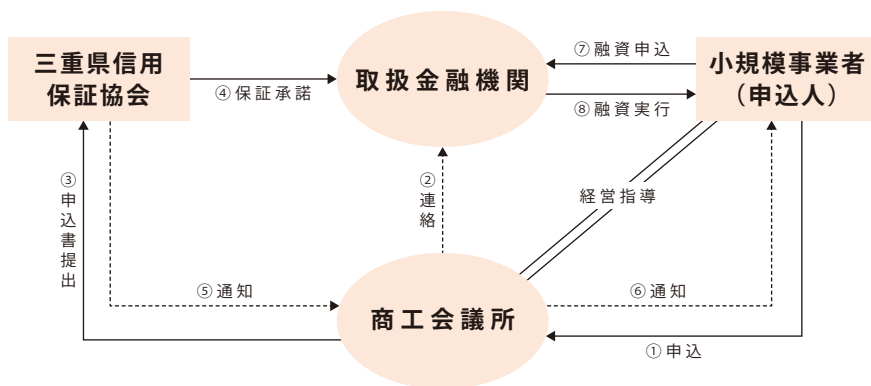 三重県信用
保証協会
取扱金融機関
小規模事業者
（申込人）
⑦融資申込
④保証承諾
⑧融資実行
③申込書提出
②連絡
経営指導
⑤通知
⑥通知
商工会議所
①申込